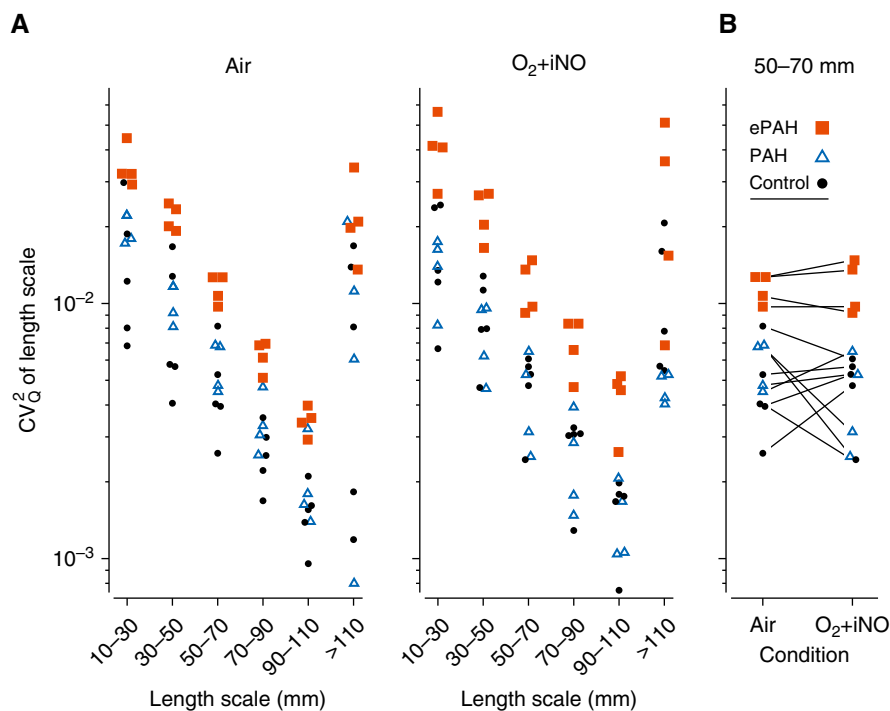 A
B
Air
O2+iNO
50–70 mm
ePAH
PAH
Control
CV²Q of length scale
10–2
10–3
10–30
30–50
50–70
70–90
90–110
>110
Length scale (mm)
10–30
30–50
50–70
70–90
90–110
>110
Length scale (mm)
Air
O2+iNO
Condition